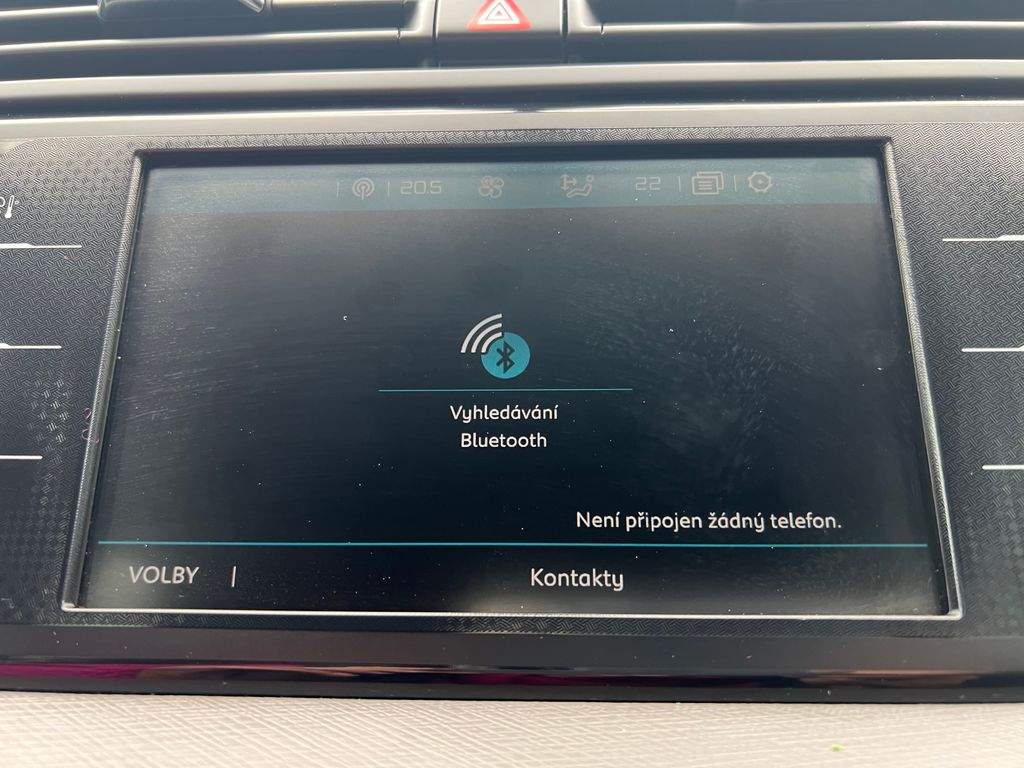 20.5
22
Vyhledávání
Bluetooth
Není připojen žádný telefon.
VOLBY |
Kontakty